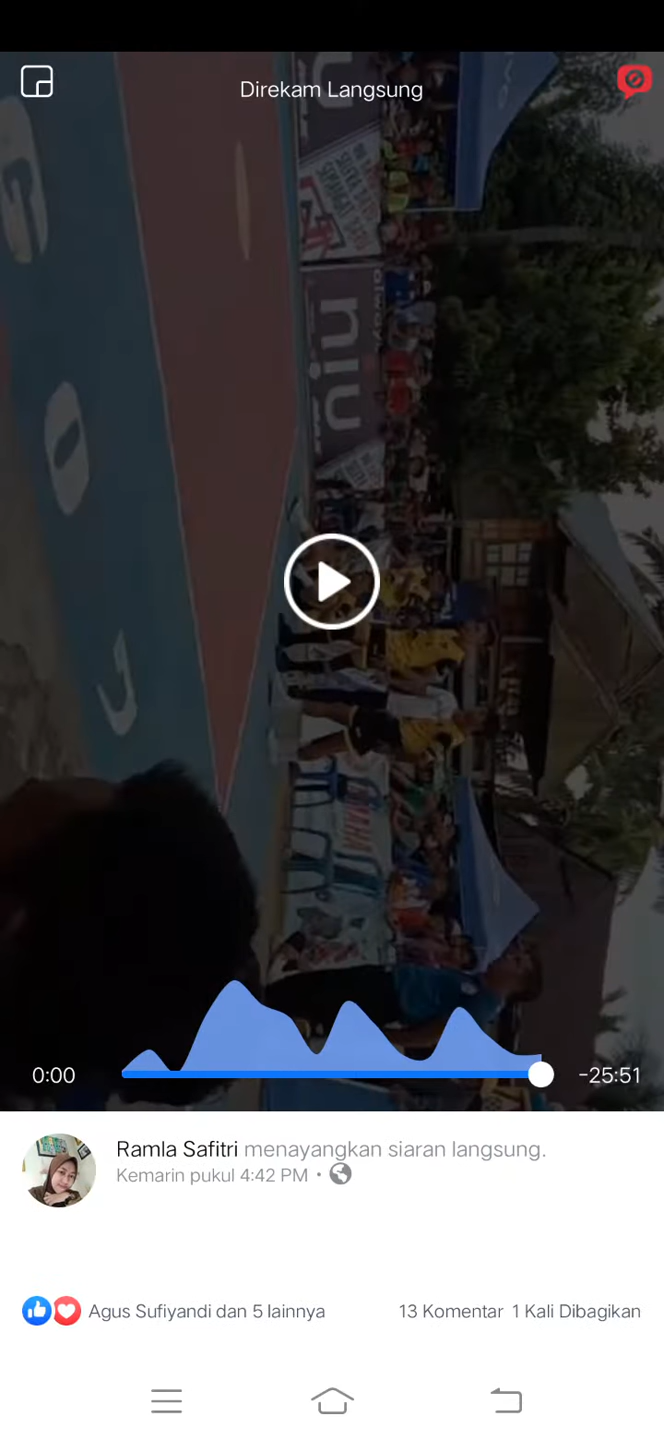 Direkam Langsung
niu
0:00
-25:51
Ramla Safitri menayangkan siaran langsung.
Kemarin pukul 4:42 PM •
Agus Sufiyandi dan 5 lainnya
13 Komentar 1 Kali Dibagikan